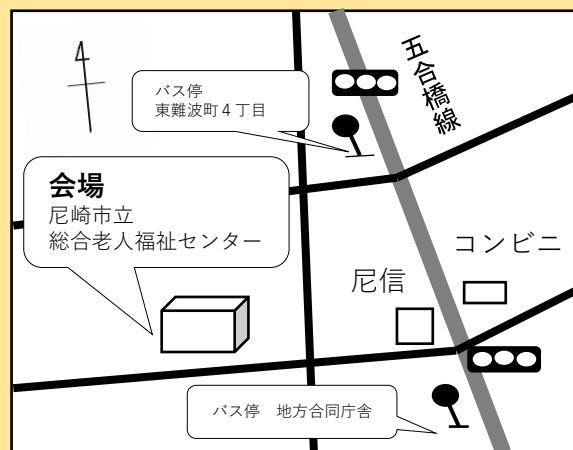 五合橋線
バス停
東難波町4丁目
会場
尼崎市立
総合老人福祉センター
コンビニ
尼信
バス停　地方合同庁舎